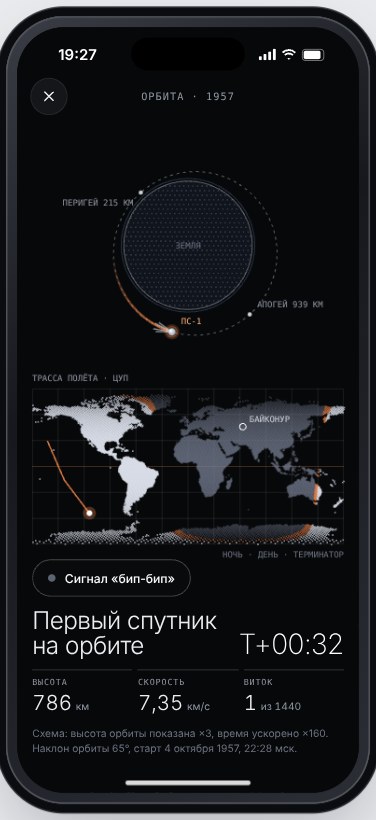 19:27
ОРБИТА · 1957
ПЕРИГЕЙ 215 КМ
ЗЕМЛЯ
АПОГЕЙ 939 КМ
ПС-1
ТРАССА ПОЛЁТА · ЦУП
БАЙКОНУР
НОЧЬ · ДЕНЬ · ТЕРМИНАТОР
Сигнал «бип-бип»
Первый спутник
на орбите
T+00:32
ВЫСОТА
СКОРОСТЬ
ВИТОК
786 км
7,35 км/с
1 из 1440
Схема: высота орбиты показана ×3, время ускорено ×160.
Наклон орбиты 65°, старт 4 октября 1957, 22:28 мск.